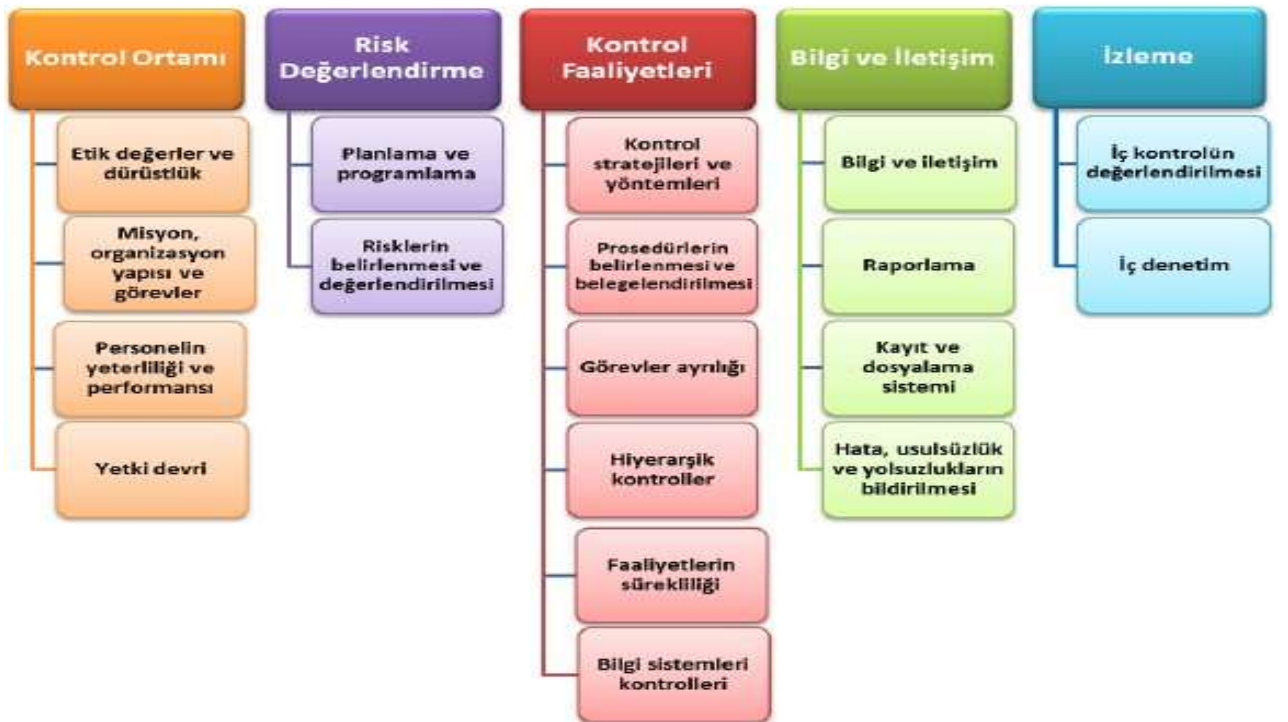 Kontrol Ortamı
Etik değerler ve
dürüstlük
Misyon,
organizasyon
yapısı ve
görevler
Personelin
yeterliliği ve
performansı
Yetki devri
Risk
Değerlendirme
Planlama ve
programlama
Risklerin
belirlenmesi ve
değerlendirilmesi
Kontrol
Faaliyetleri
Kontrol
stratejileri ve
yöntemleri
Prosedürlerin
belirlenmesi ve
belegelendirilmesi
Görevler ayrılığı
Hiyerarşik
kontroller
Faaliyetlerin
sürekliliği
Bilgi sistemleri
kontrolleri
Bilgi ve İletişim
Bilgi ve iletişim
Raporlama
Kayıt ve
dosyalama
sistemi
Hata, usulsüzlük
ve yolsuzlukların
bildirilmesi
İzleme
İç kontrolün
değerlendirilmesi
İç denetim